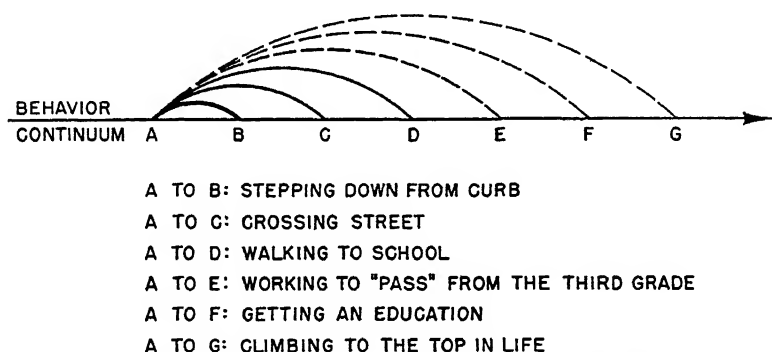 BEHAVIOR
CONTINUUM A B C D E F G
A TO B: STEPPING DOWN FROM CURB
A TO C: CROSSING STREET
A TO D: WALKING TO SCHOOL
A TO E: WORKING TO "PASS" FROM THE THIRD GRADE
A TO F: GETTING AN EDUCATION
A TO G: CLIMBING TO THE TOP IN LIFE